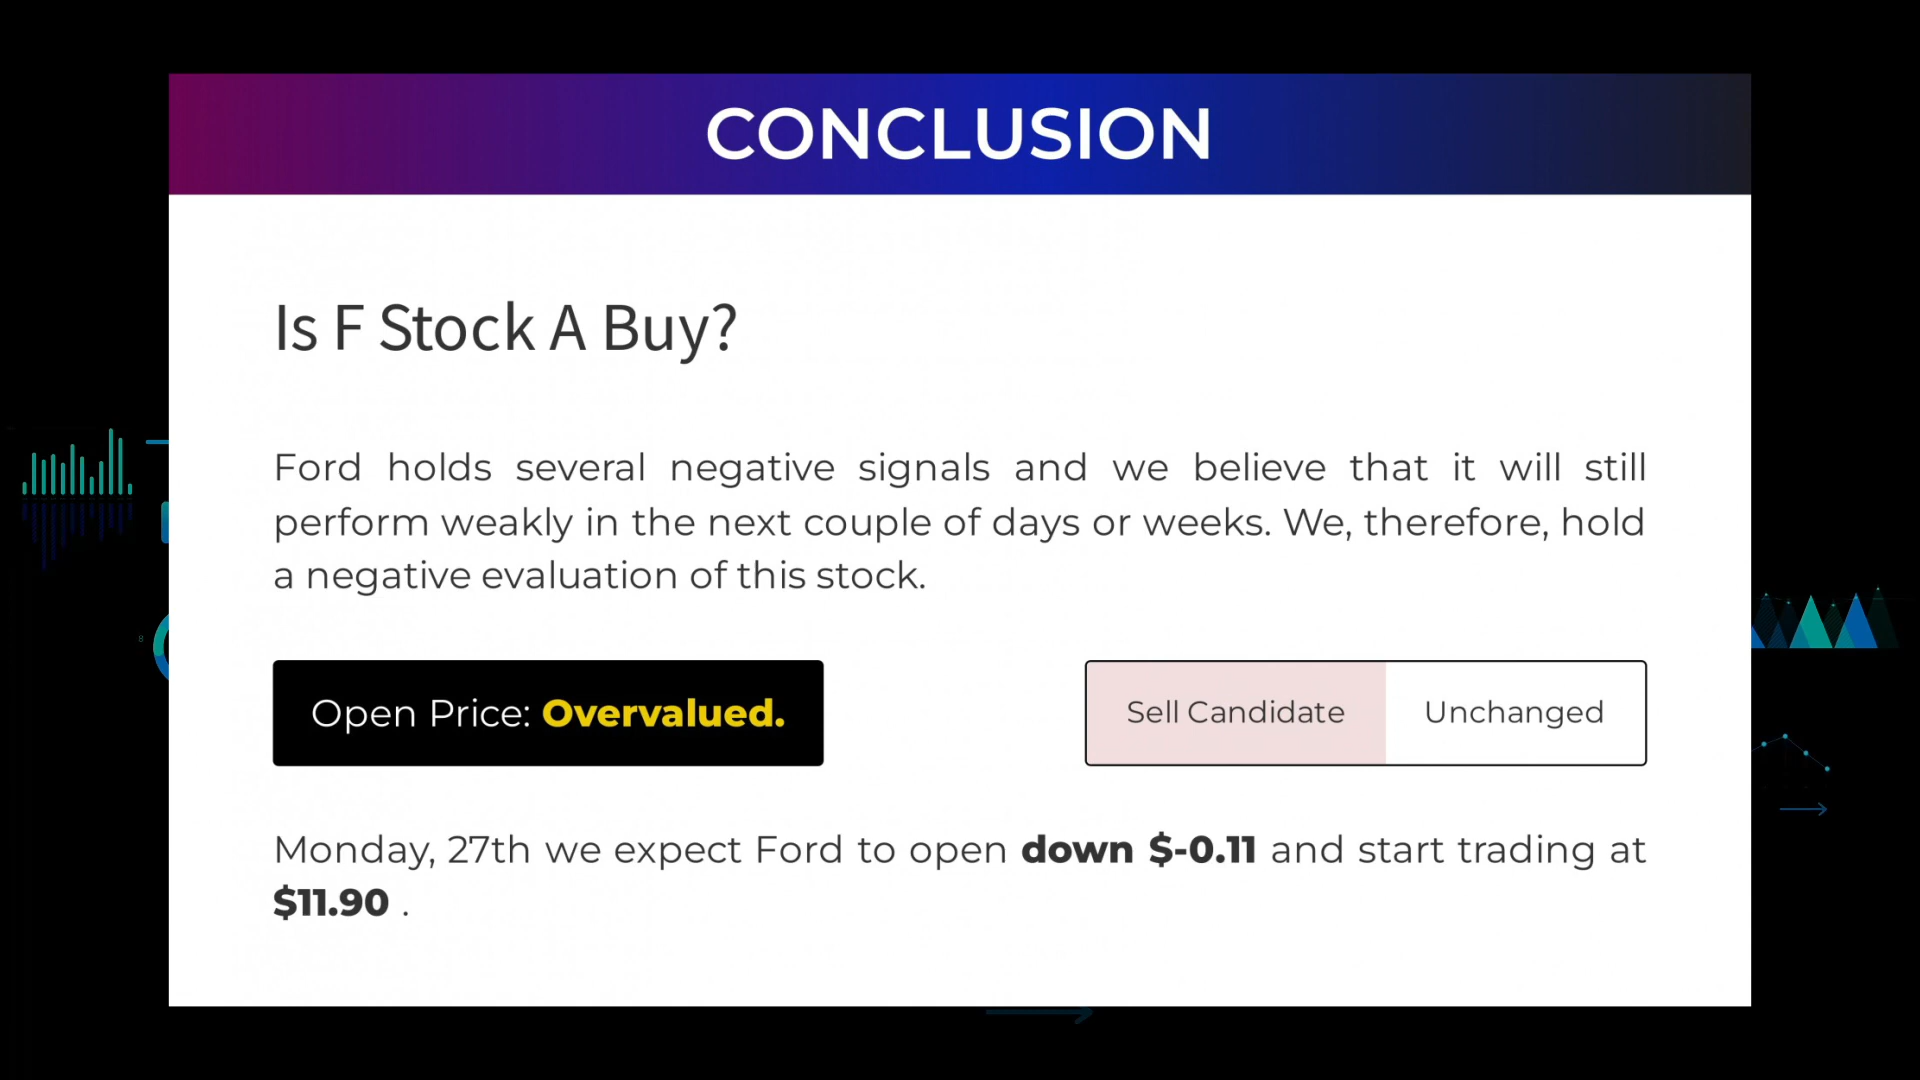 CONCLUSION
Is F Stock A Buy?
Ford holds several negative signals and we believe that it will still
perform weakly in the next couple of days or weeks. We, therefore, hold
a negative evaluation of this stock.
Open Price: Overvalued.
Sell Candidate
Unchanged
Monday, 27th we expect Ford to open down $-0.11 and start trading at
$11.90 .